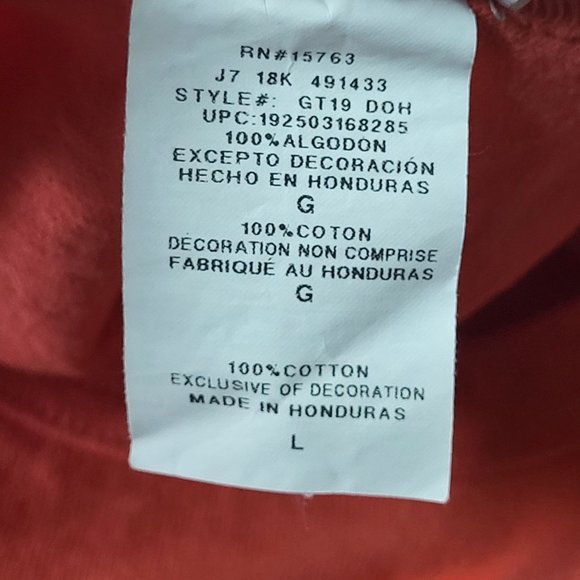 RN#15763
J7 18K 491433
STYLE#: GT19 DOH
UPC:192503168285
100%ALGODÓN
EXCEPTO DECORACIÓN
HECHO EN HONDURAS
G
100%COTON
DÉCORATION NON COMPRISE
FABRIQUÉ AU HONDURAS
G
100%COTTON
EXCLUSIVE OF DECORATION
MADE IN HONDURAS
L